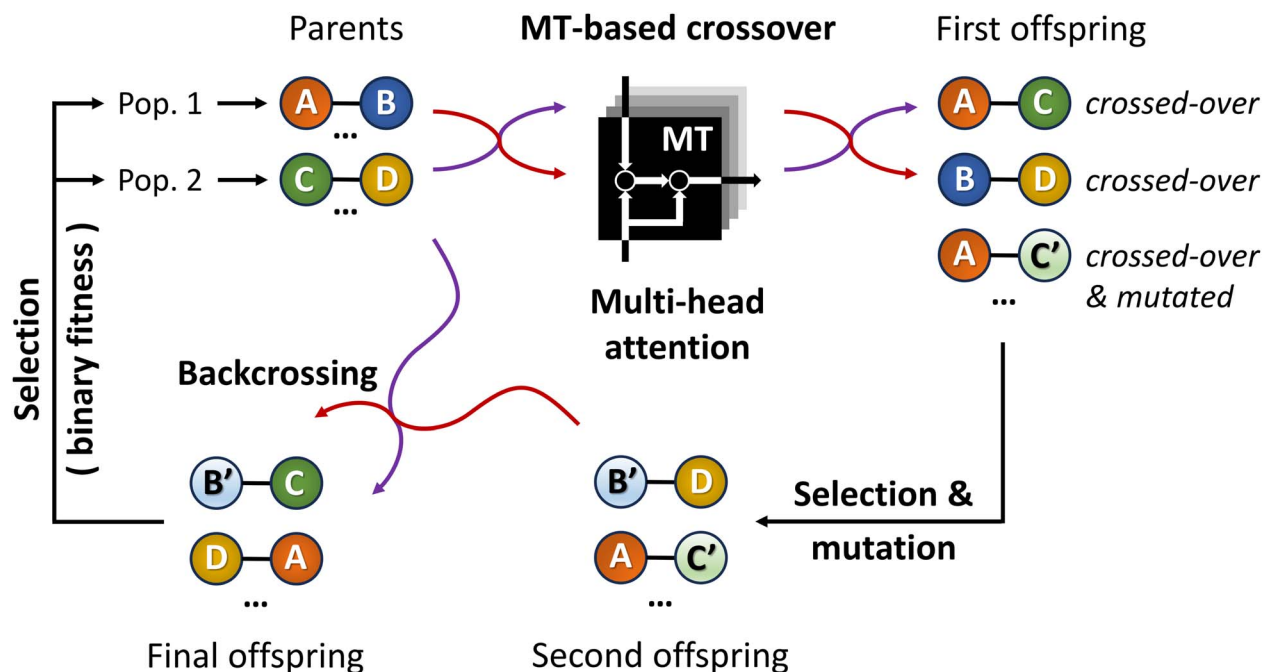 Parents
MT-based crossover
First offspring
Pop. 1
A B
...
MT
A C crossed-over
Pop. 2
C D
...
B D crossed-over
A C' crossed-over
& mutated
...
Multi-head
attention
Selection
( binary fitness )
Backcrossing
B' C
D A
...
Final offspring
B' D
A C'
...
Second offspring
Selection &
mutation